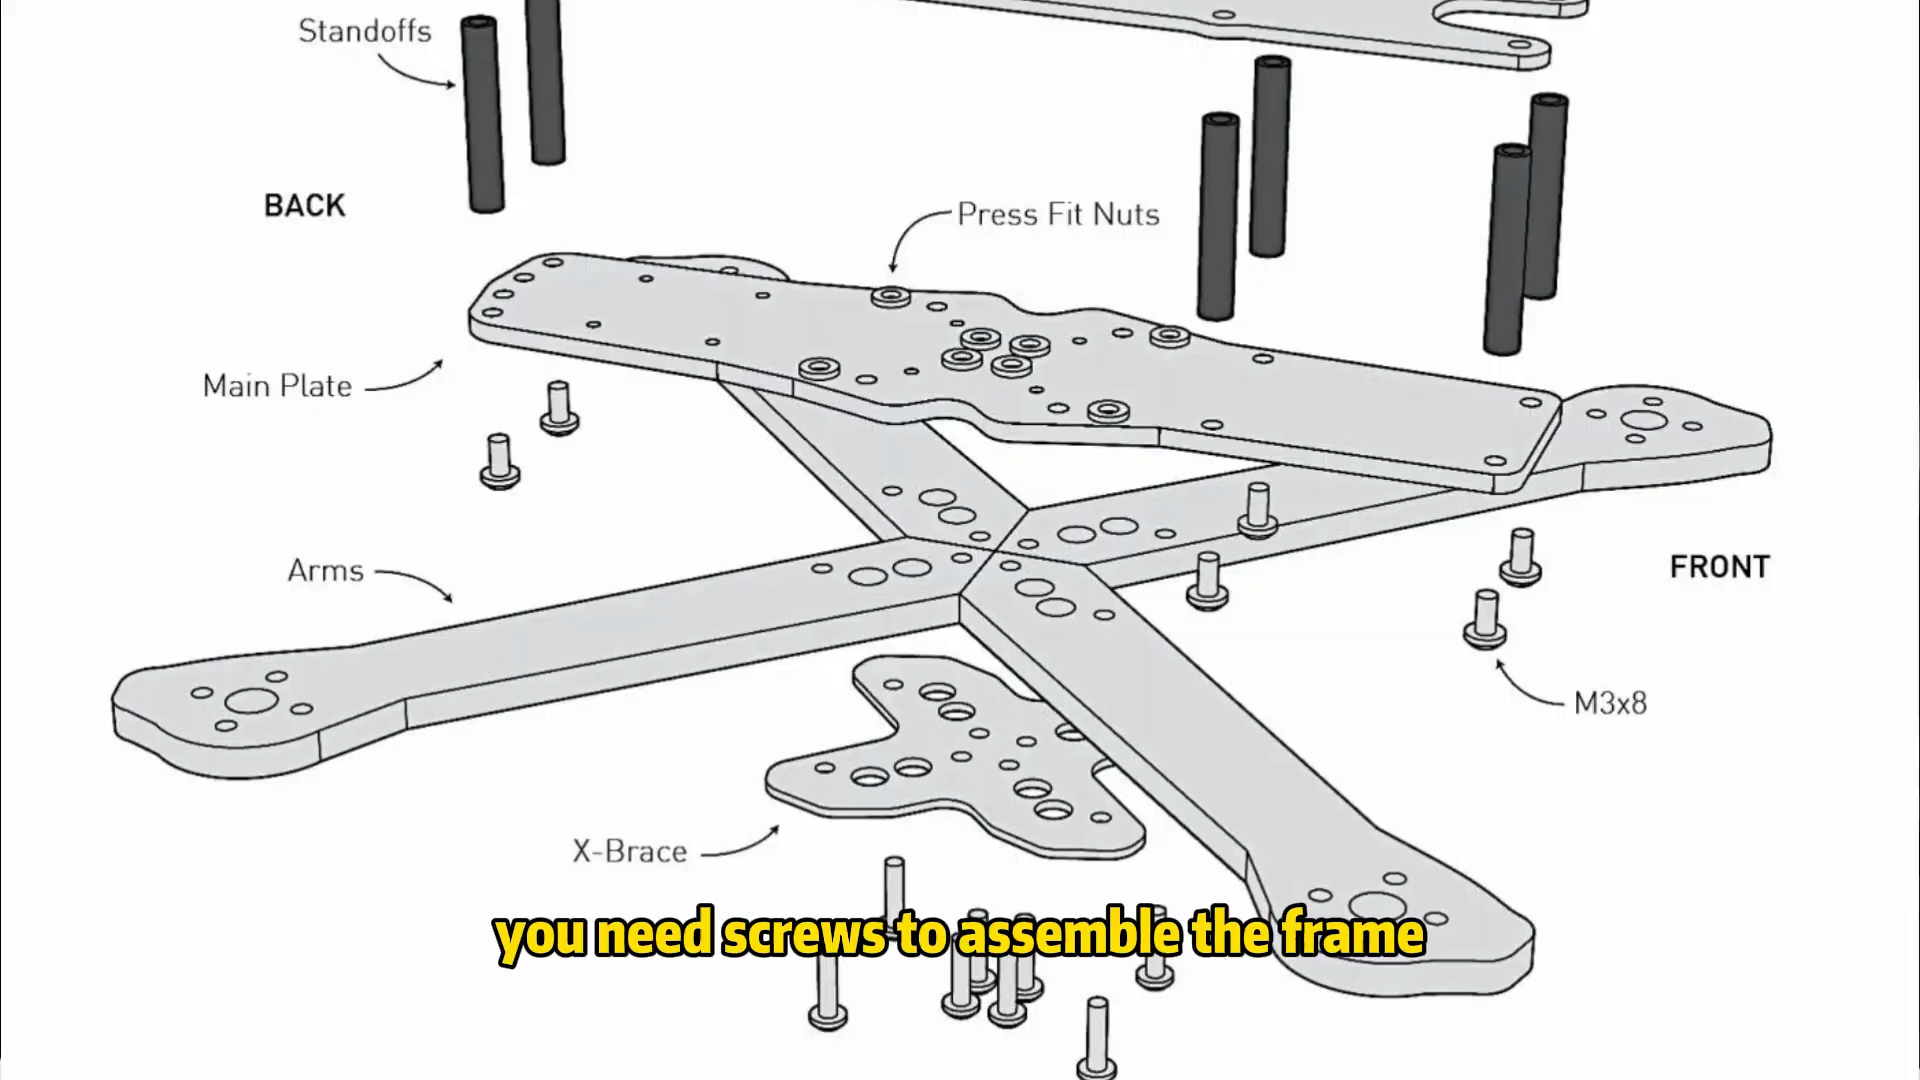 Standoffs
BACK
Press Fit Nuts
Main Plate
Arms
FRONT
M3x8
X-Brace
you need screws to assemble the frame